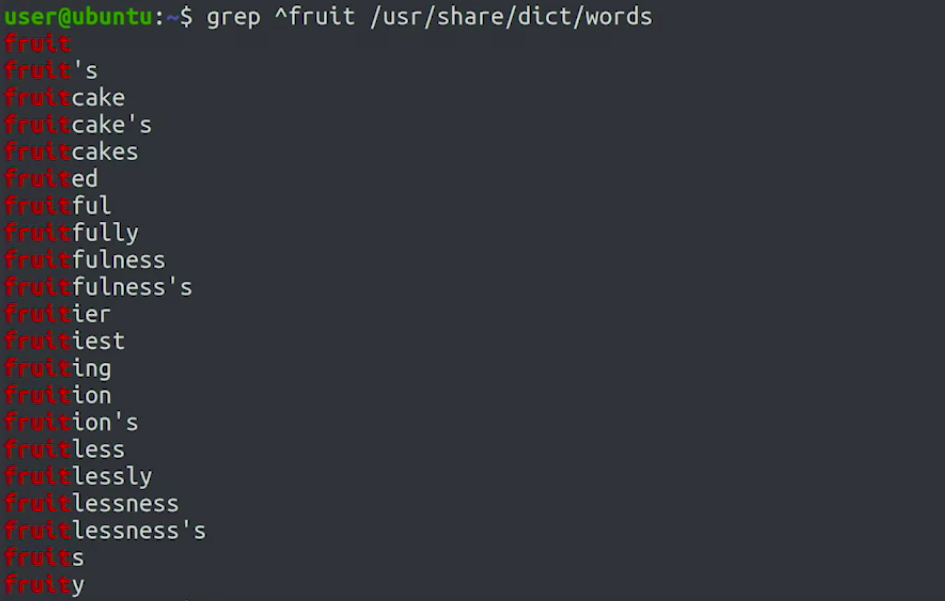 user@ubuntu:~$ grep ^fruit /usr/share/dict/words
fruit
fruit's
fruitcake
fruitcake's
fruitcakes
fruited
fruitful
fruitfully
fruitfulness
fruitfulness's
fruitier
fruitiest
fruiting
fruition
fruition's
fruitless
fruitlessly
fruitlessness
fruitlessness's
fruits
fruity